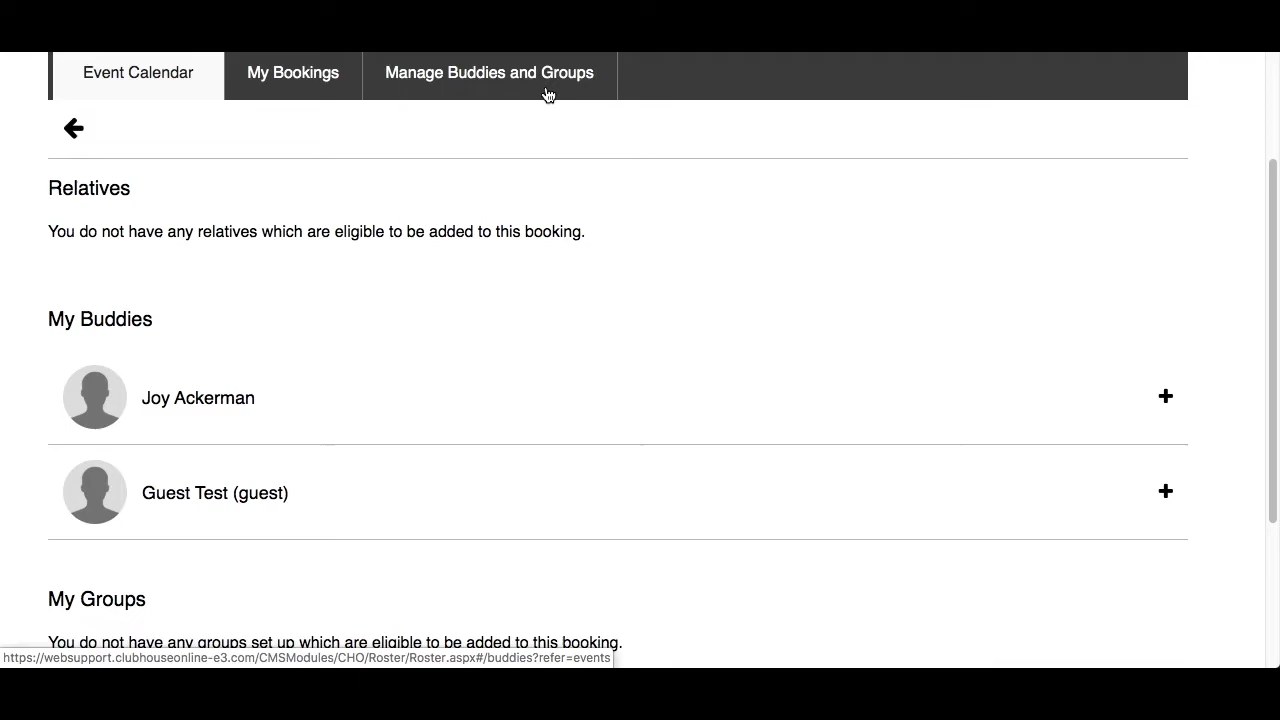 Event Calendar
My Bookings
Manage Buddies and Groups
Relatives
You do not have any relatives which are eligible to be added to this booking.
My Buddies
Joy Ackerman
Guest Test (guest)
My Groups
You do not have any groups set up which are eligible to be added to this booking.
https://websupport.clubhouseonline-e3.com/CMSModules/CHO/Roster/Roster.aspx#/buddies?refer=events